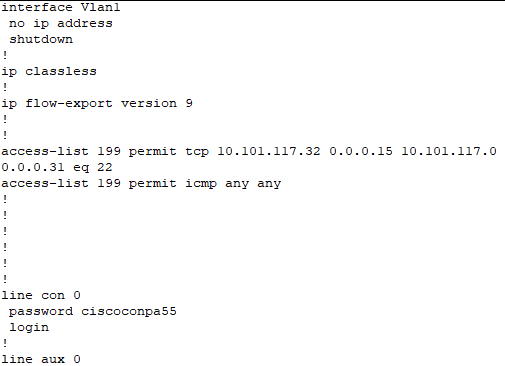 interface Vlan1
 no ip address
 shutdown
!
ip classless
!
ip flow-export version 9
!
!
access-list 199 permit tcp 10.101.117.32 0.0.0.15 10.101.117.0
0.0.0.31 eq 22
access-list 199 permit icmp any any
!
!
!
!
!
!
line con 0
 password ciscoconpa55
 login
!
line aux 0